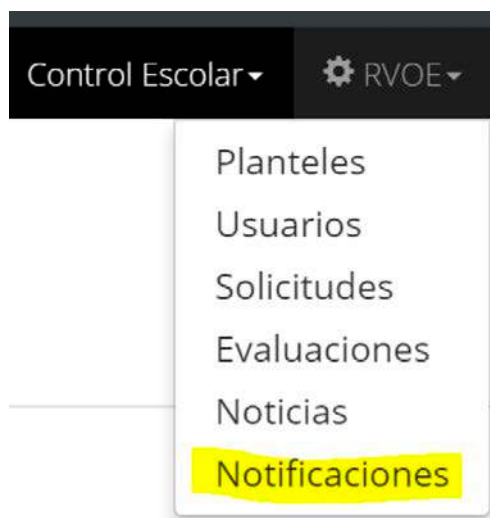 Control Escolar RVOE
Planteles
Usuarios
Solicitudes
Evaluaciones
Noticias
Notificaciones